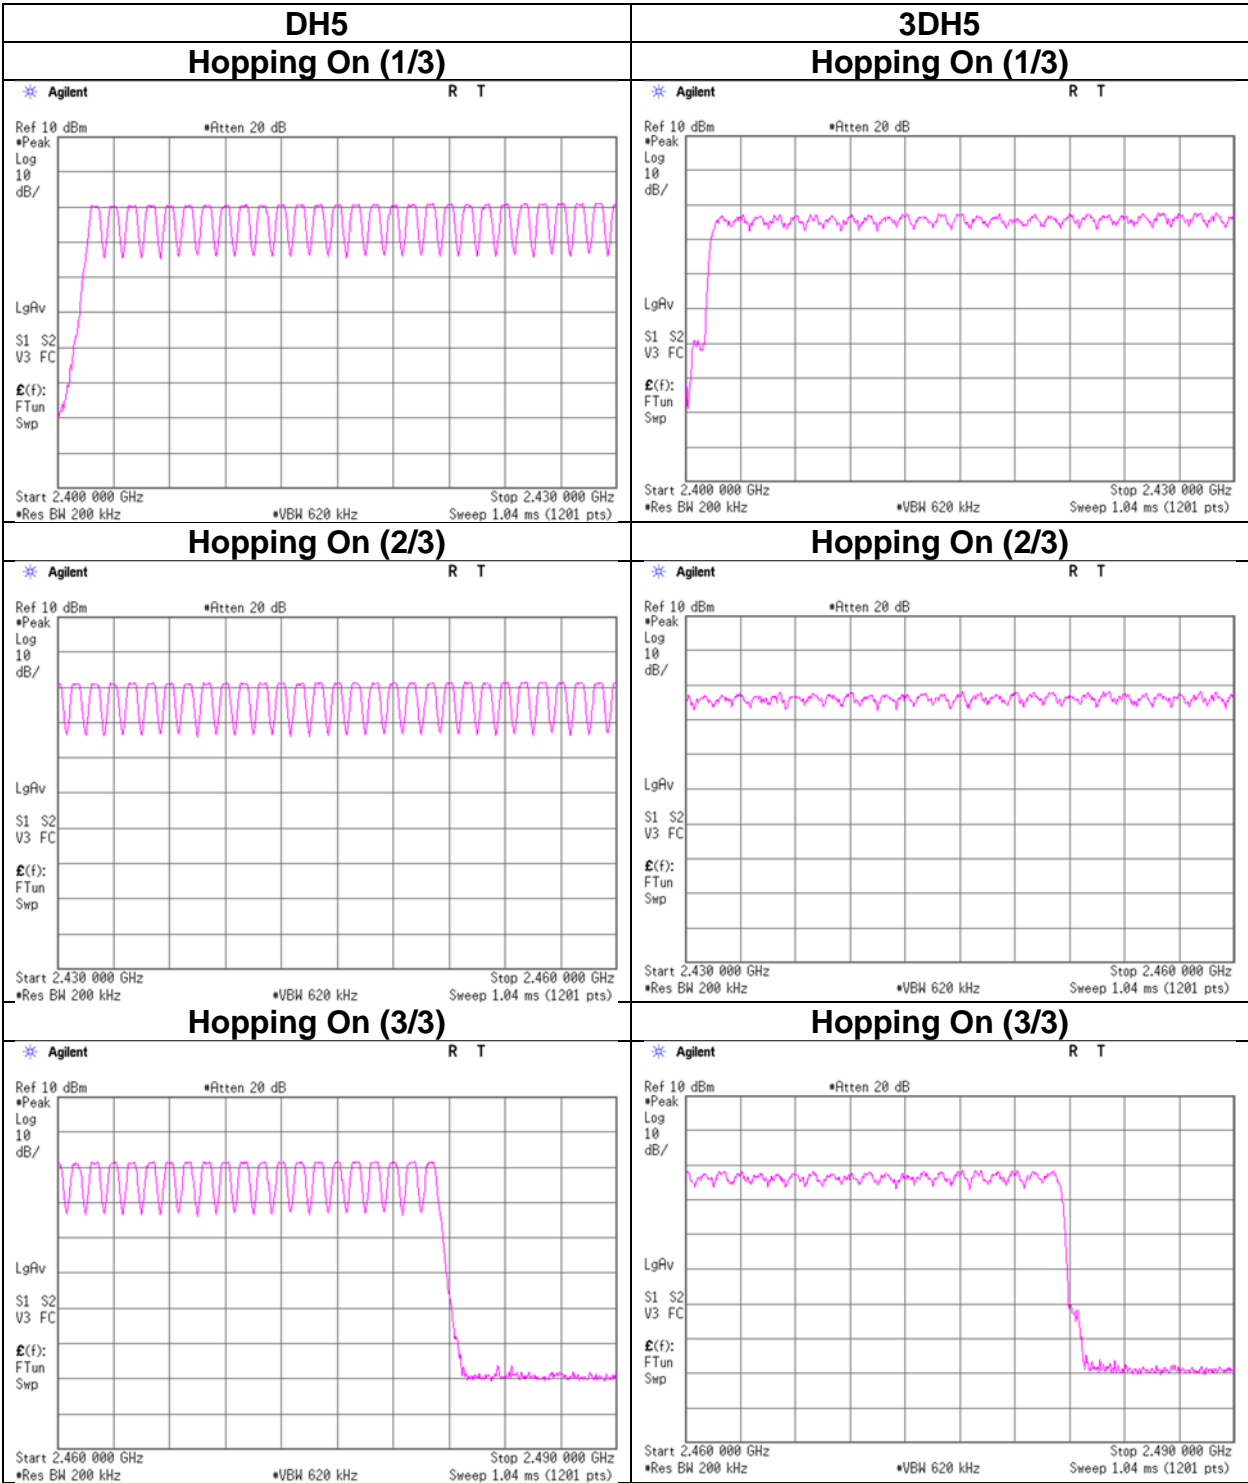 DH5
3DH5
Hopping On (1/3)
Hopping On (1/3)
Agilent R T
Ref 10 dBm *Atten 20 dB
*Peak
Log
10
dB/
LgAv
S1 S2
V3 FC
£(f):
FTun
Swp
Start 2.400 000 GHz Stop 2.430 000 GHz
*Res BW 200 kHz *VBW 620 kHz Sweep 1.04 ms (1201 pts)
Agilent R T
Ref 10 dBm *Atten 20 dB
*Peak
Log
10
dB/
LgAv
S1 S2
V3 FC
£(f):
FTun
Swp
Start 2.400 000 GHz Stop 2.430 000 GHz
*Res BW 200 kHz *VBW 620 kHz Sweep 1.04 ms (1201 pts)
Hopping On (2/3)
Hopping On (2/3)
Agilent R T
Ref 10 dBm *Atten 20 dB
*Peak
Log
10
dB/
LgAv
S1 S2
V3 FC
£(f):
FTun
Swp
Start 2.430 000 GHz Stop 2.460 000 GHz
*Res BW 200 kHz *VBW 620 kHz Sweep 1.04 ms (1201 pts)
Agilent R T
Ref 10 dBm *Atten 20 dB
*Peak
Log
10
dB/
LgAv
S1 S2
V3 FC
£(f):
FTun
Swp
Start 2.430 000 GHz Stop 2.460 000 GHz
*Res BW 200 kHz *VBW 620 kHz Sweep 1.04 ms (1201 pts)
Hopping On (3/3)
Hopping On (3/3)
Agilent R T
Ref 10 dBm *Atten 20 dB
*Peak
Log
10
dB/
LgAv
S1 S2
V3 FC
£(f):
FTun
Swp
Start 2.460 000 GHz Stop 2.490 000 GHz
*Res BW 200 kHz *VBW 620 kHz Sweep 1.04 ms (1201 pts)
Agilent R T
Ref 10 dBm *Atten 20 dB
*Peak
Log
10
dB/
LgAv
S1 S2
V3 FC
£(f):
FTun
Swp
Start 2.460 000 GHz Stop 2.490 000 GHz
*Res BW 200 kHz *VBW 620 kHz Sweep 1.04 ms (1201 pts)